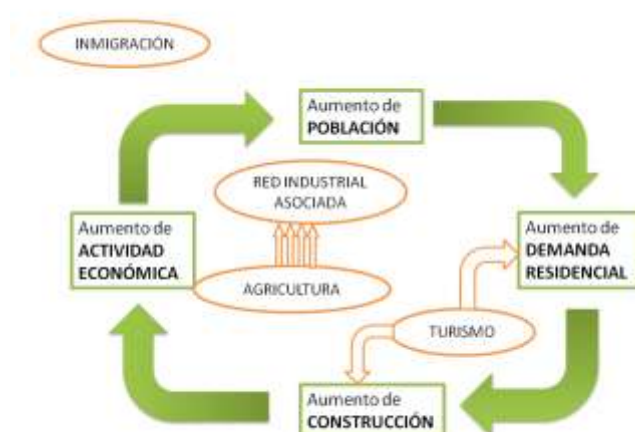 INMIGRACIÓN
Aumento de
POBLACIÓN
RED INDUSTRIAL
ASOCIADA
Aumento de
ACTIVIDAD
ECONÓMICA
Aumento de
DEMANDA
RESIDENCIAL
AGRICULTURA
TURISMO
Aumento de
CONSTRUCCIÓN